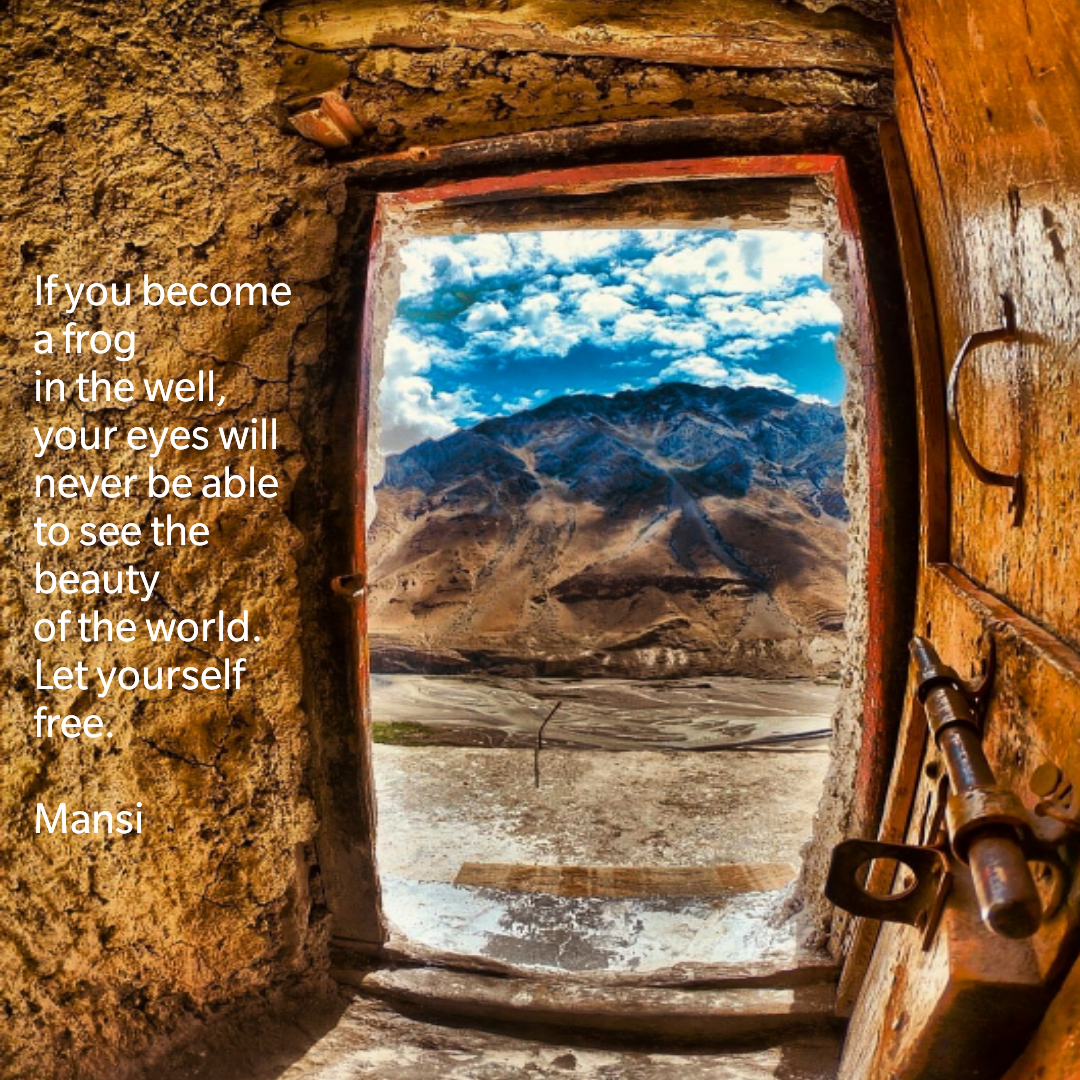 If you become
a frog
in the well,
your eyes will
never be able
to see the
beauty
of the world.
Let yourself
free.
Mansi